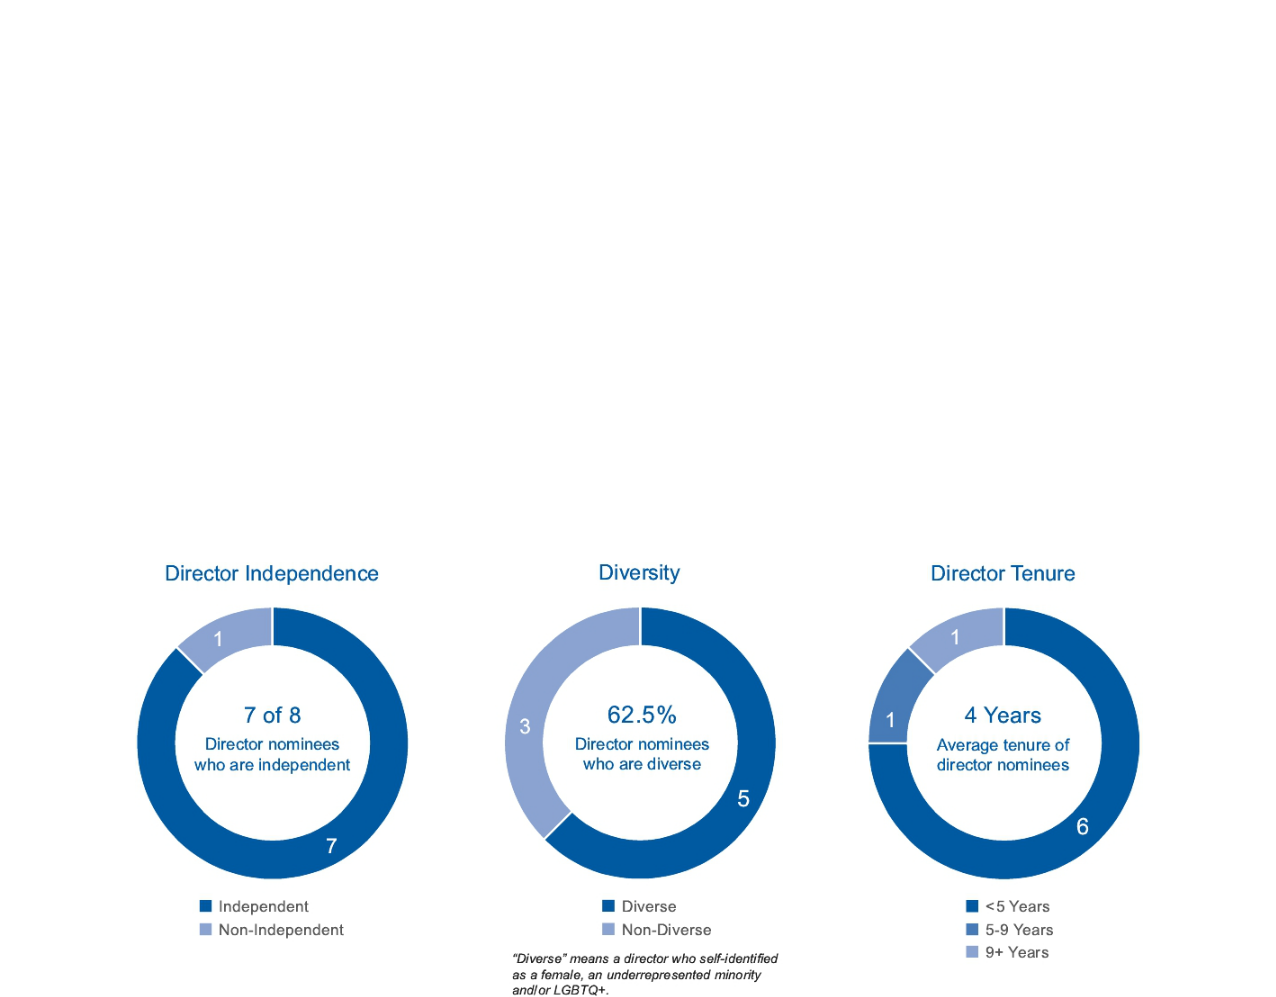 Director Independence
1
7 of 8
Director nominees
who are independent
7
Independent
Non-Independent
Diversity
3
62.5%
Director nominees
who are diverse
5
Diverse
Non-Diverse
“Diverse” means a director who self-identified
as a female, an underrepresented minority
and/or LGBTQ+.
Director Tenure
1
1
4 Years
Average tenure of
director nominees
6
<5 Years
5-9 Years
9+ Years